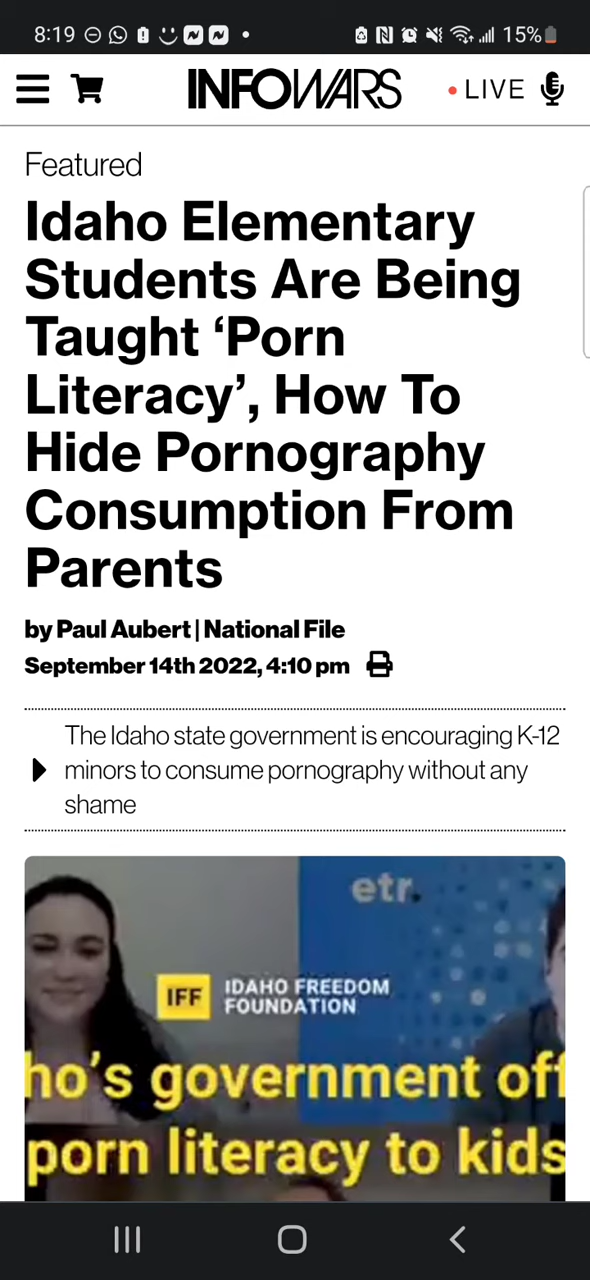 8:19
15%
INFOWARS
LIVE
Featured
Idaho Elementary
Students Are Being
Taught ‘Porn
Literacy’, How To
Hide Pornography
Consumption From
Parents
by Paul Aubert | National File
September 14th 2022, 4:10 pm
The Idaho state government is encouraging K-12
minors to consume pornography without any
shame
etr.
IFF
IDAHO FREEDOM
FOUNDATION
ho’s government off
porn literacy to kids